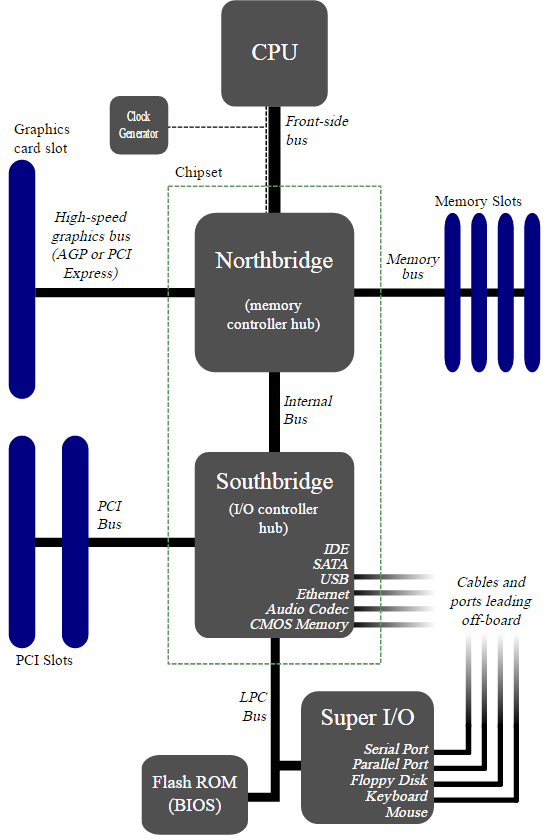 CPU
Clock
Generator
Front-side
bus
Graphics
card slot
Chipset
High-speed
graphics bus
(AGP or PCI
Express)
Northbridge
(memory
controller hub)
Memory Slots
Memory
bus
Internal
Bus
Southbridge
(I/O controller
hub)
IDE
SATA
USB
Ethernet
Audio Codec
CMOS Memory
PCI
Bus
PCI Slots
Cables and
ports leading
off-board
LPC
Bus
Super I/O
Serial Port
Parallel Port
Floppy Disk
Keyboard
Mouse
Flash ROM
(BIOS)